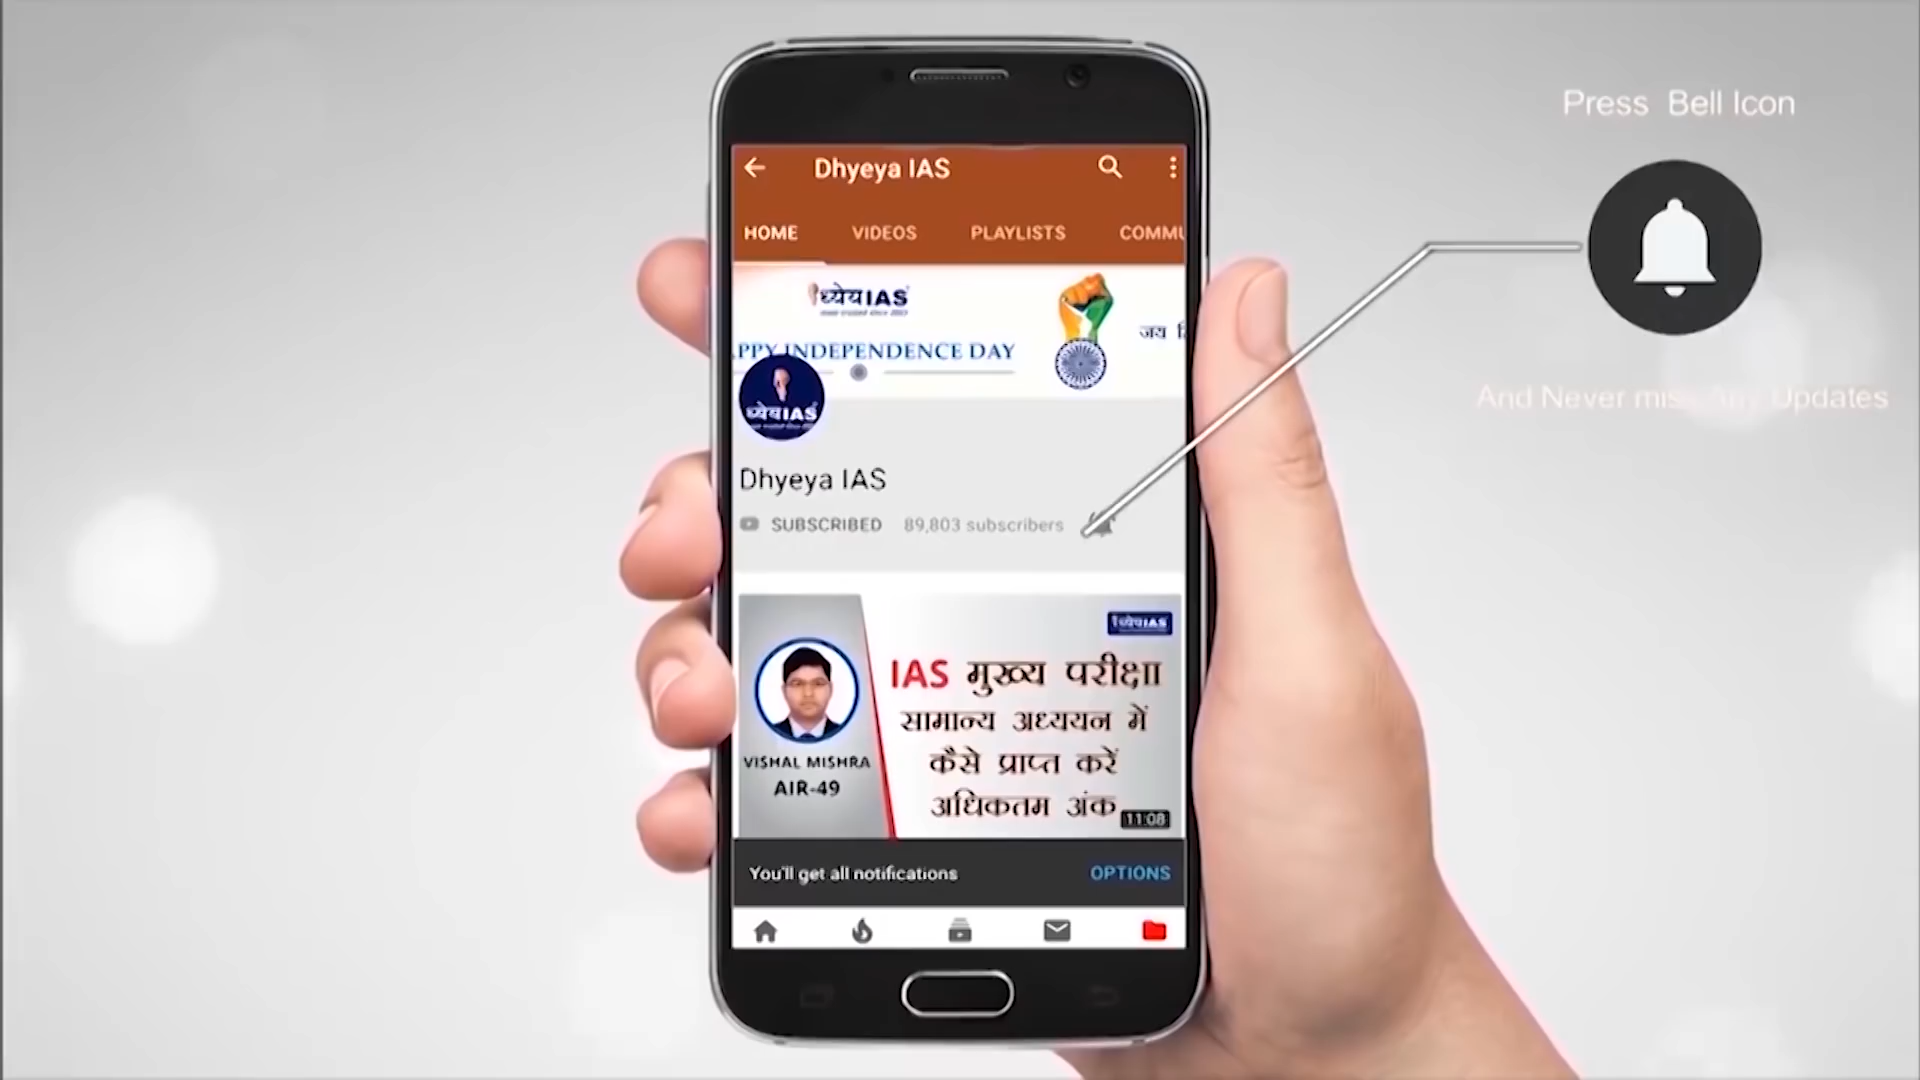 Press Bell Icon
And Never miss Any Updates
Dhyeya IAS
HOME VIDEOS PLAYLISTS COMMU
ध्येयIAS
APPY INDEPENDENCE DAY
जय
ध्येयIAS
Dhyeya IAS
SUBSCRIBED 89,803 subscribers
ध्येयIAS
IAS मुख्य परीक्षा
सामान्य अध्ययन में
कैसे प्राप्त करें
अधिकतम अंक
VISHAL MISHRA
AIR-49
11:08
You'll get all notifications OPTIONS